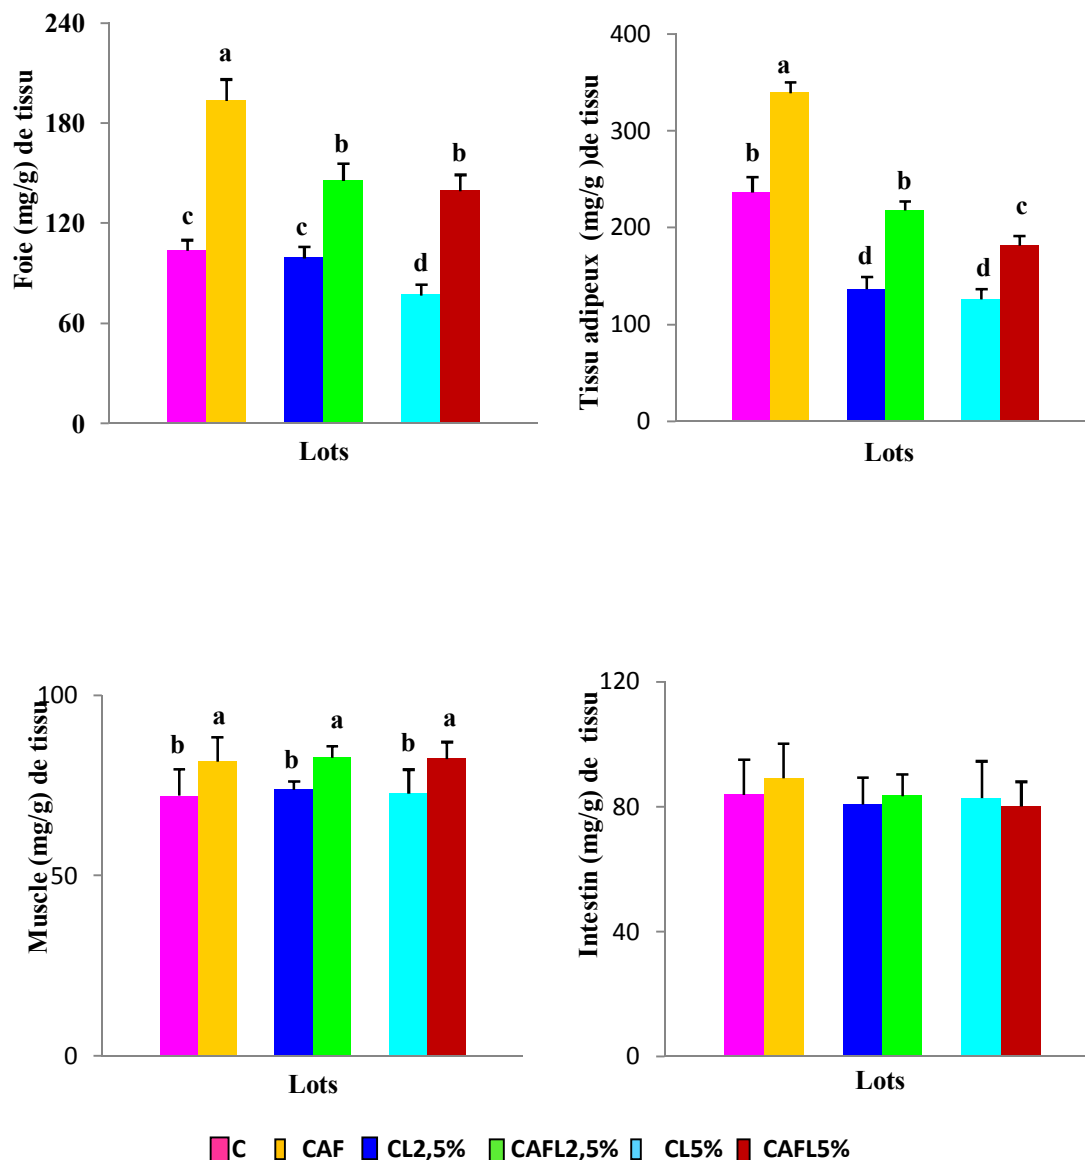 Foie (mg/g) de tissu
240
180
120
60
0
a
b
b
c
c
d
Lots
Tissu adipeux (mg/g )de tissu
400
300
200
100
0
a
b
b
c
d
d
Lots
Muscle (mg/g) de tissu
100
50
0
b
a
b
a
b
a
Lots
Intestin (mg/g) de tissu
120
80
40
0
Lots
C CAF CL2,5% CAFL2,5% CL5% CAFL5%